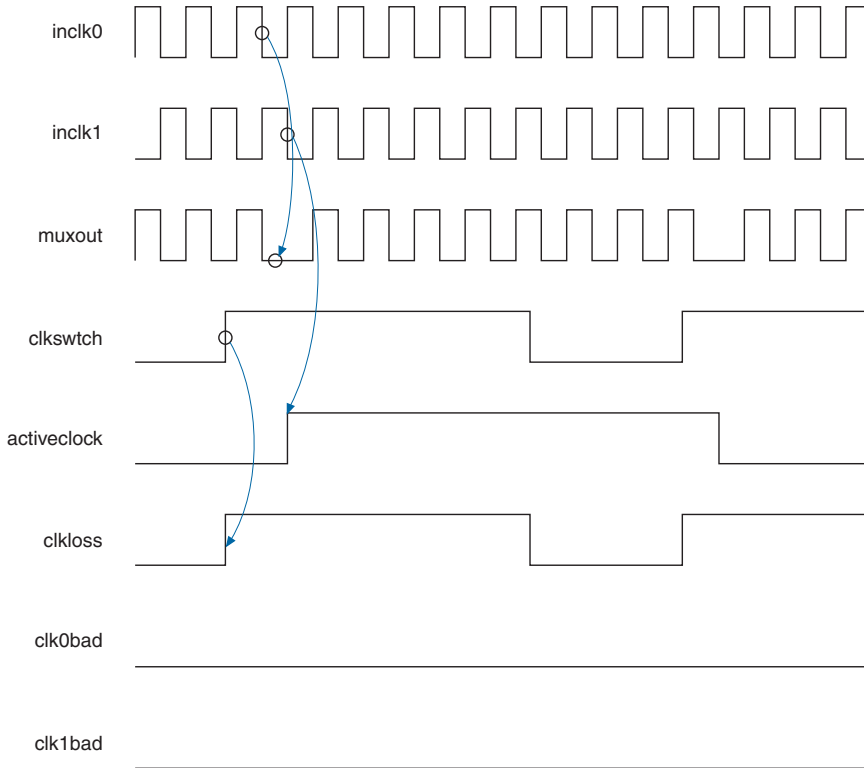 inclk0
inclk1
muxout
clkswtch
activeclock
clkloss
clk0bad
clk1bad